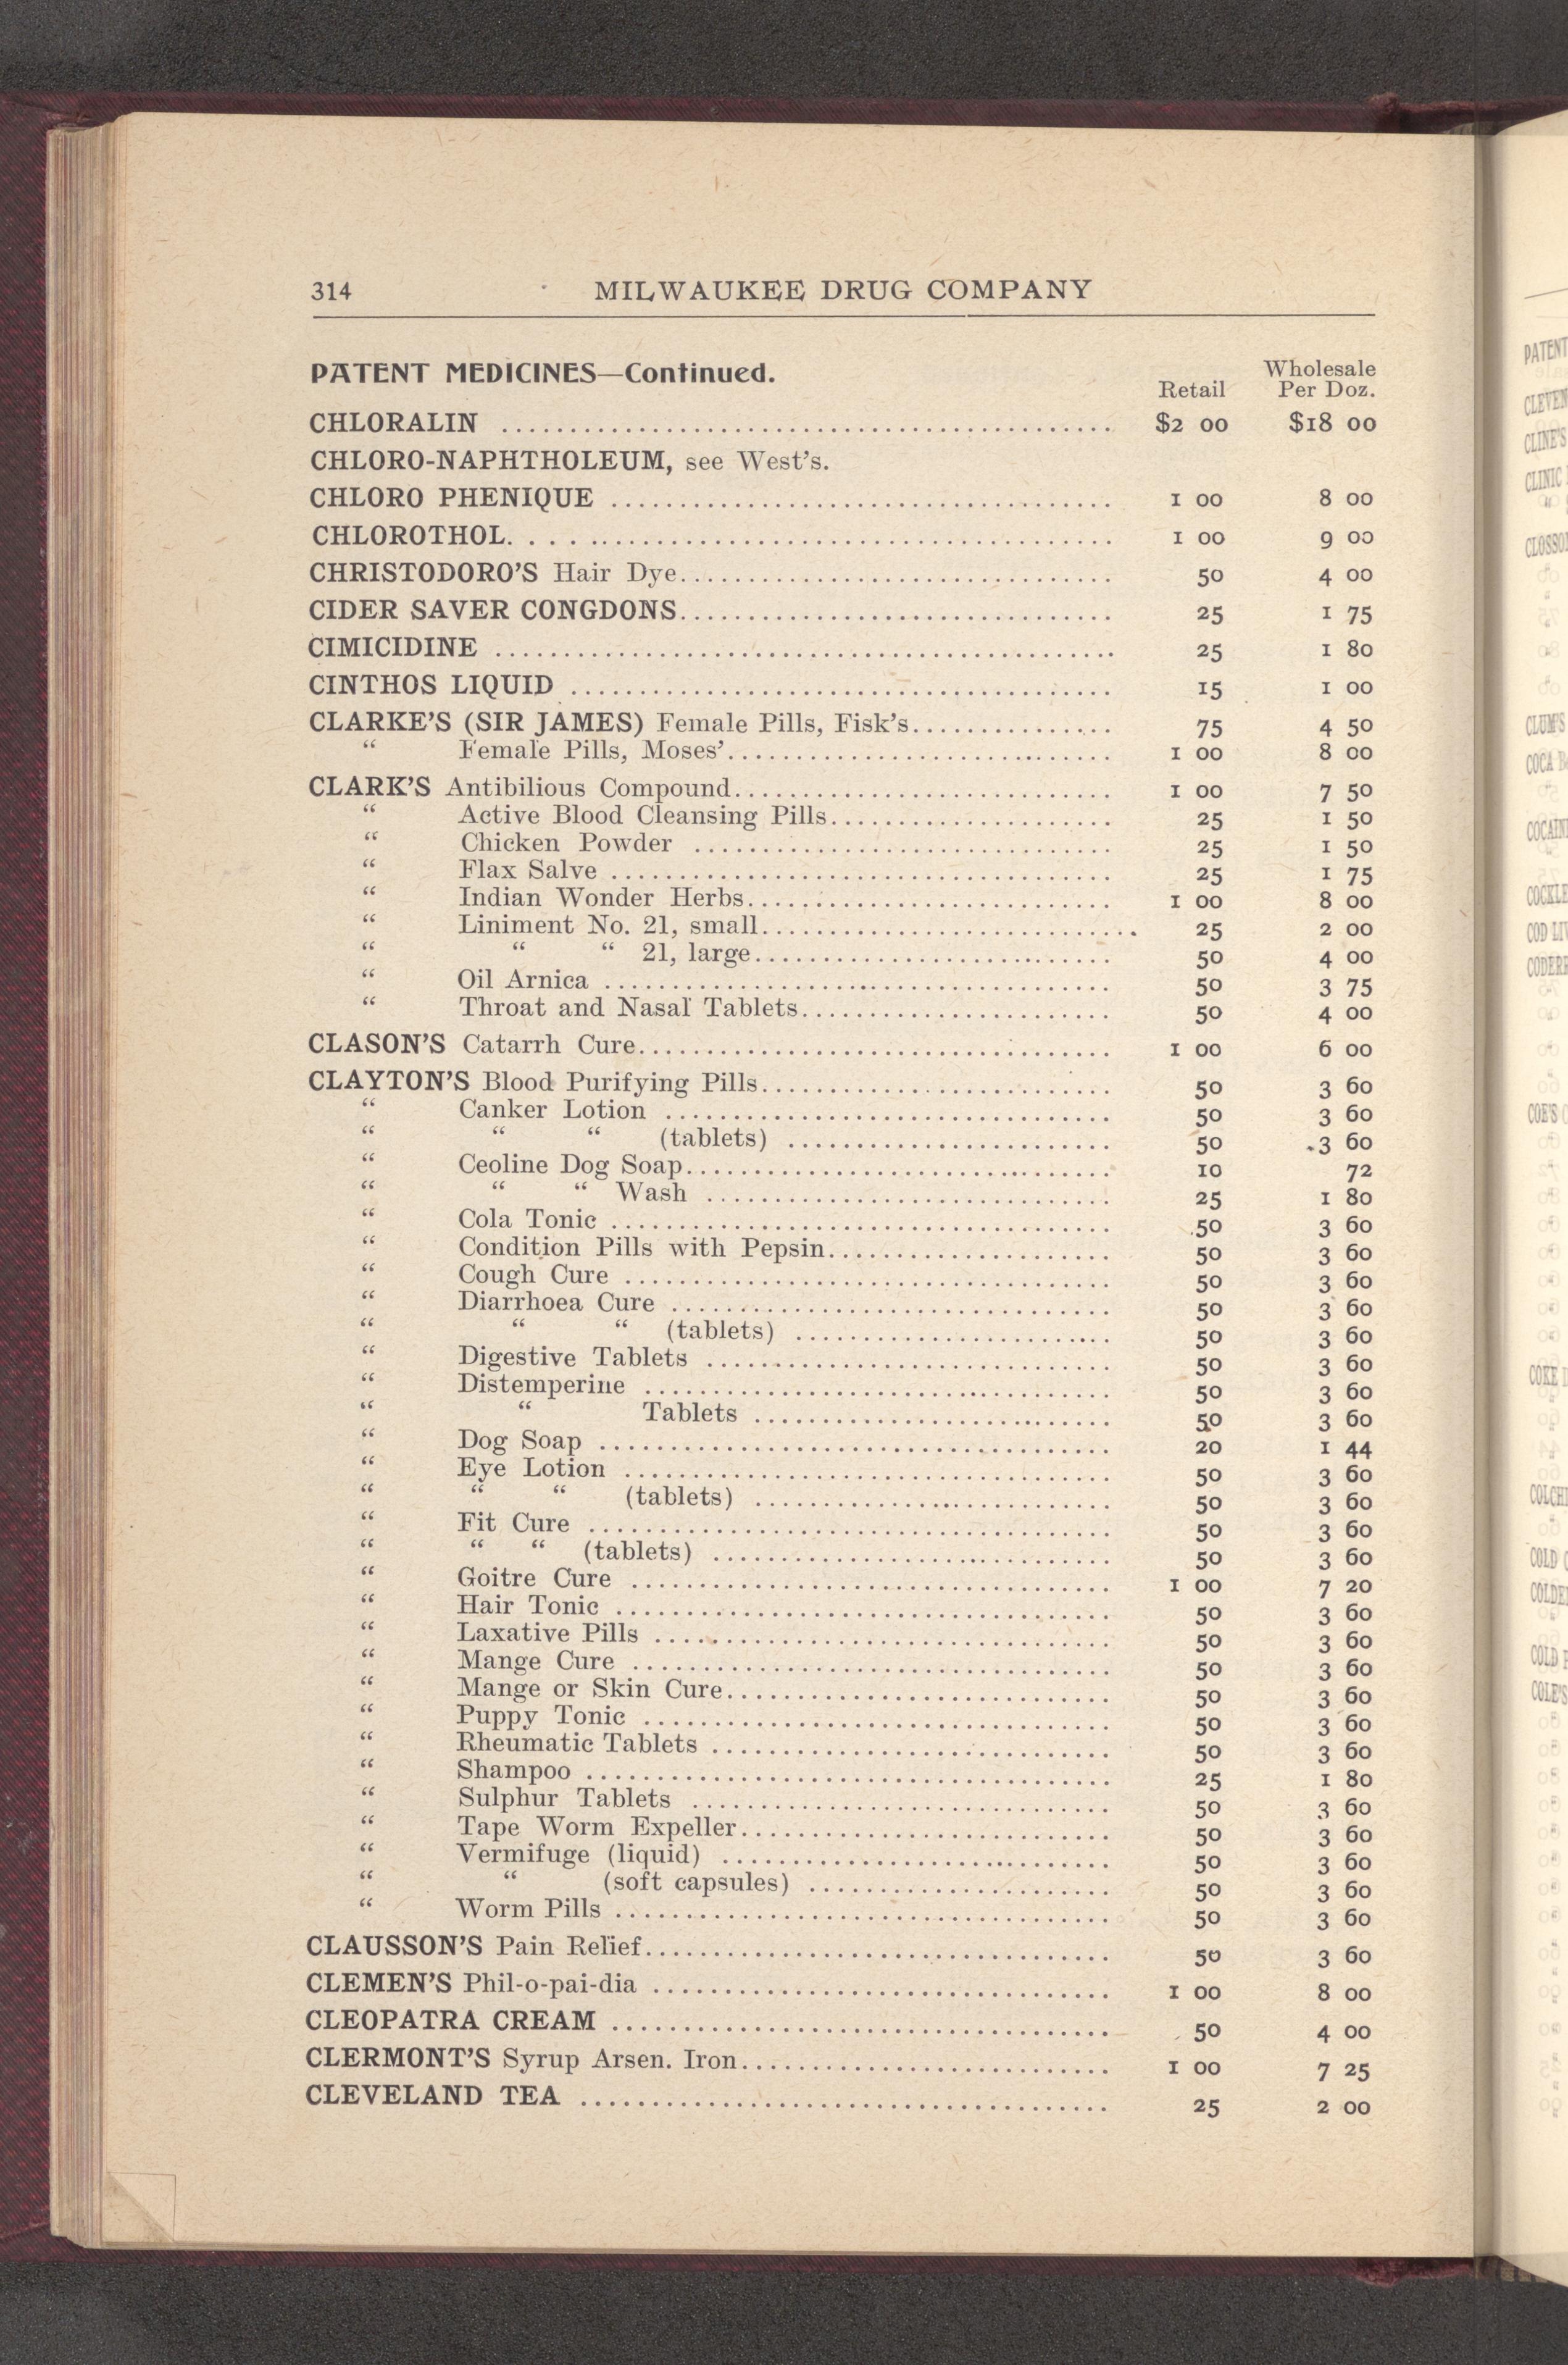 314 MILWAUKEE DRUG COMPANY
PATENT MEDICINES—Continued.
Wholesale
Retail Per Doz.
CHLORALIN .......... $2 00 $18 00
CHLORO-NAPHTHOLEUM, see West's.
CHLORO PHENIQUE .......... 1 00 8 00
CHLOROTHOL .......... 1 00 9 00
CHRISTODORO'S Hair Dye .......... 50 4 00
CIDER SAVER CONGDONS .......... 25 1 75
CIMICIDINE .......... 25 1 80
CINTHOS LIQUID .......... 15 1 00
CLARKE'S (SIR JAMES) Female Pills, Fisk's .......... 75 4 50
“ Female Pills, Moses' .......... 1 00 8 00
CLARK'S Antibilious Compound .......... 1 00 7 50
“ Active Blood Cleansing Pills .......... 25 1 50
“ Chicken Powder .......... 25 1 50
“ Flax Salve .......... 25 1 75
“ Indian Wonder Herbs .......... 1 00 8 00
“ Liniment No. 21, small .......... 25 2 00
“ “ “ 21, large .......... 50 4 00
“ Oil Arnica .......... 50 3 75
“ Throat and Nasal Tablets .......... 50 4 00
CLASON'S Catarrh Cure .......... 1 00 6 00
CLAYTON'S Blood Purifying Pills .......... 50 3 60
“ Canker Lotion .......... 50 3 60
“ “ “ (tablets) .......... 50 3 60
“ Ceoline Dog Soap .......... 10 72
“ “ “ Wash .......... 25 1 80
“ Cola Tonic .......... 50 3 60
“ Condition Pills with Pepsin .......... 50 3 60
“ Cough Cure .......... 50 3 60
“ Diarrhoea Cure .......... 50 3 60
“ “ “ (tablets) .......... 50 3 60
“ Digestive Tablets .......... 50 3 60
“ Distemperine .......... 50 3 60
“ “ Tablets .......... 50 3 60
“ Dog Soap .......... 20 1 44
“ Eye Lotion .......... 50 3 60
“ “ “ (tablets) .......... 50 3 60
“ Fit Cure .......... 50 3 60
“ “ “ (tablets) .......... 50 3 60
“ Goitre Cure .......... 1 00 7 20
“ Hair Tonic .......... 50 3 60
“ Laxative Pills .......... 50 3 60
“ Mange Cure .......... 50 3 60
“ Mange or Skin Cure .......... 50 3 60
“ Puppy Tonic .......... 50 3 60
“ Rheumatic Tablets .......... 50 3 60
“ Shampoo .......... 25 1 80
“ Sulphur Tablets .......... 50 3 60
“ Tape Worm Expeller .......... 50 3 60
“ Vermifuge (liquid) .......... 50 3 60
“ “ (soft capsules) .......... 50 3 60
“ Worm Pills .......... 50 3 60
CLAUSSON'S Pain Relief .......... 50 3 60
CLEMEN'S Phil-o-pai-dia .......... 1 00 8 00
CLEOPATRA CREAM .......... 50 4 00
CLERMONT'S Syrup Arsen. Iron .......... 1 00 7 25
CLEVELAND TEA .......... 25 2 00